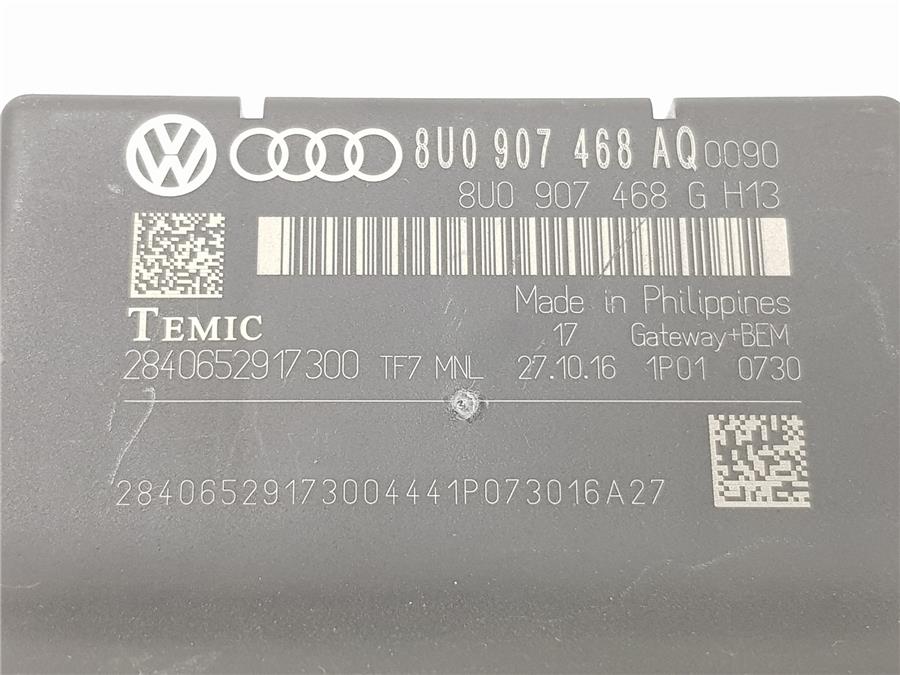 8U0 907 468 AQ 0090
8U0 907 468 G H13
Made in Philippines
TEMIC 17 Gateway+BEM
2840652917300 TF7 MNL 27.10.16 1P01 0730
28406529173004441P073016A27